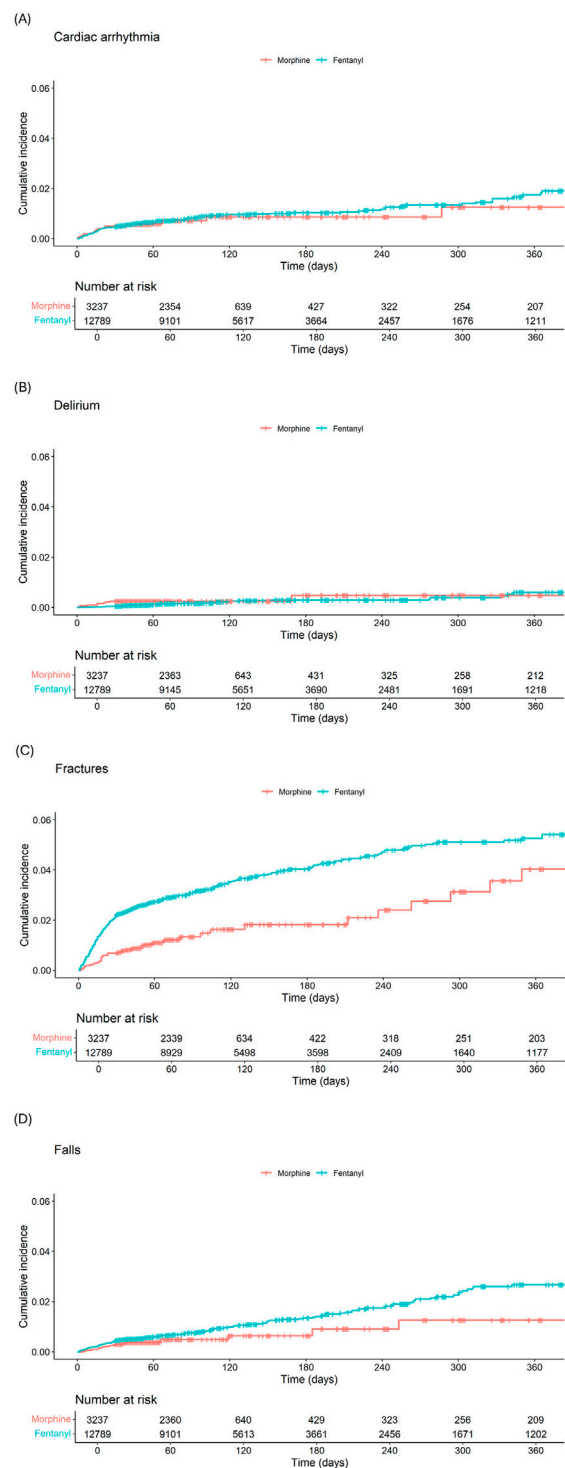 (A)
Cardiac arrhythmia
Morphine Fentanyl
Cumulative incidence
0.06
0.04
0.02
0.00
0 60 120 180 240 300 360
Time (days)
Number at risk
Morphine 3237 2354 639 427 322 254 207
Fentanyl 12789 9101 5617 3664 2457 1676 1211
0 60 120 180 240 300 360
Time (days)
(B)
Delirium
Morphine Fentanyl
Cumulative incidence
0.06
0.04
0.02
0.00
0 60 120 180 240 300 360
Time (days)
Number at risk
Morphine 3237 2363 643 431 325 258 212
Fentanyl 12789 9145 5651 3690 2481 1691 1218
0 60 120 180 240 300 360
Time (days)
(C)
Fractures
Morphine Fentanyl
Cumulative incidence
0.06
0.04
0.02
0.00
0 60 120 180 240 300 360
Time (days)
Number at risk
Morphine 3237 2339 634 422 318 251 203
Fentanyl 12789 8929 5498 3598 2409 1640 1177
0 60 120 180 240 300 360
Time (days)
(D)
Falls
Morphine Fentanyl
Cumulative incidence
0.06
0.04
0.02
0.00
0 60 120 180 240 300 360
Time (days)
Number at risk
Morphine 3237 2360 640 429 323 256 209
Fentanyl 12789 9101 5613 3661 2456 1671 1202
0 60 120 180 240 300 360
Time (days)